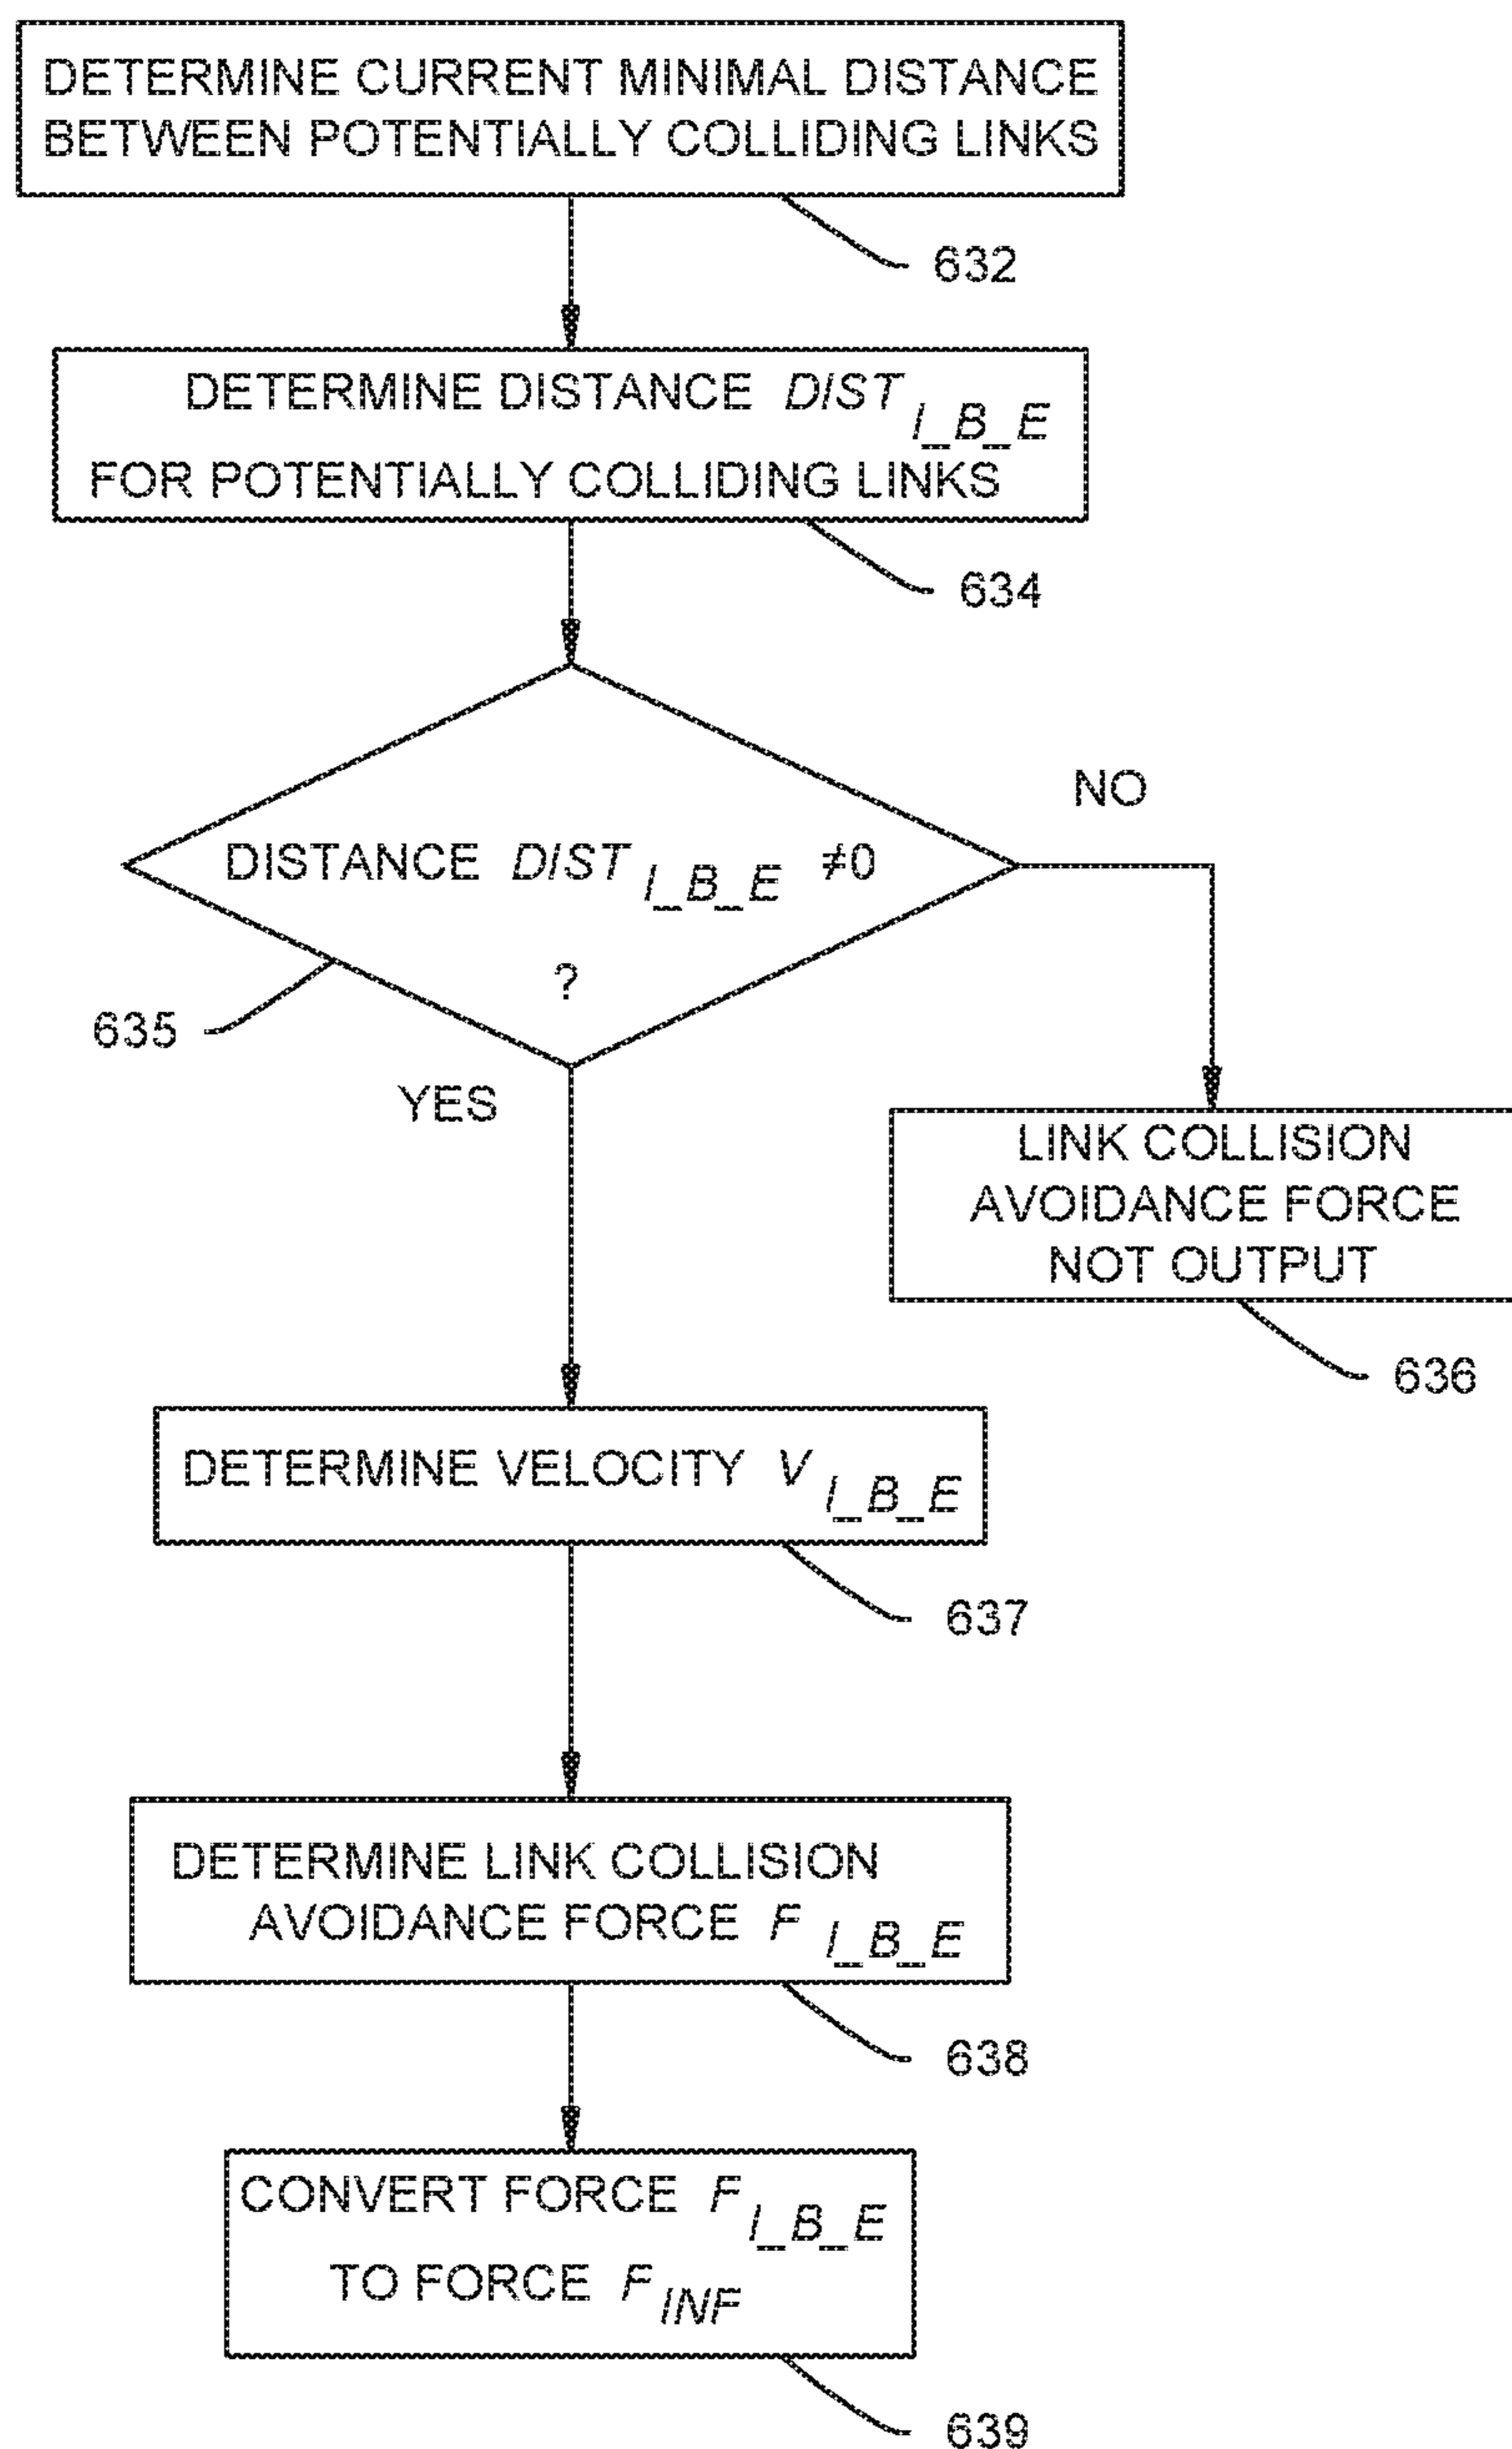 DETERMINE CURRENT MINIMAL DISTANCE
BETWEEN POTENTIALLY COLLIDING LINKS
632
DETERMINE DISTANCE DIST I_B_E
FOR POTENTIALLY COLLIDING LINKS
634
NO
DISTANCE DIST I_B_E ≠0
?
635
YES
LINK COLLISION
AVOIDANCE FORCE
NOT OUTPUT
636
DETERMINE VELOCITY V I_B_E
637
DETERMINE LINK COLLISION
AVOIDANCE FORCE F I_B_E
638
CONVERT FORCE F I_B_E
TO FORCE F INF
639